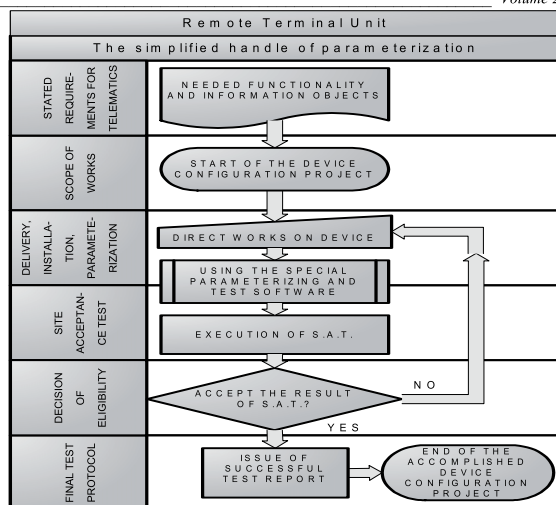 Volume 2
Remote Terminal Unit
The simplified handle of parameterization
STATED
REQUIRE-
MENTS FOR
TELEMATICS
NEEDED FUNCTIONALITY
AND INFORMATION OBJECTS
SCOPE OF
WORKS
START OF THE DEVICE
CONFIGURATION PROJECT
DELIVERY,
INSTALLA-
TION,
PARAMETE-
RIZATION
DIRECT WORKS ON DEVICE
USING THE SPECIAL
PARAMETERIZING AND
TEST SOFTWARE
SITE
ACCEPTAN-
CE TEST
EXECUTION OF S.A.T.
DECISION
OF
ELIGIBILITY
ACCEPT THE RESULT
OF S.A.T.?
NO
YES
FINAL TEST
PROTOCOL
ISSUE OF
SUCCESSFUL
TEST REPORT
END OF THE
ACCOMPLISHED
DEVICE
CONFIGURATION
PROJECT